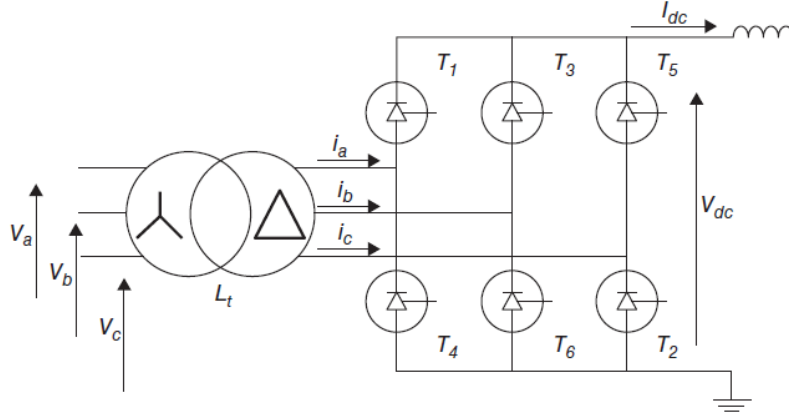 I_dc
T_1 T_3 T_5
i_a
i_b
V_dc
V_a
i_c
V_b
L_t
V_c
T_4 T_6 T_2